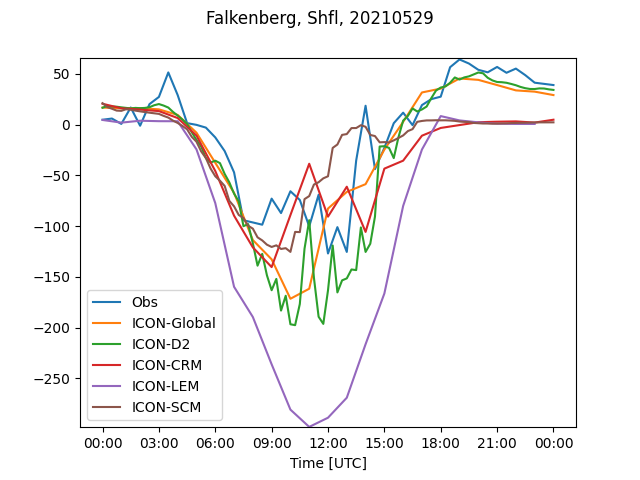 Falkenberg, Shfl, 20210529
50
0
−50
−100
−150
−200
−250
Obs
ICON-Global
ICON-D2
ICON-CRM
ICON-LEM
ICON-SCM
00:00 03:00 06:00 09:00 12:00 15:00 18:00 21:00 00:00
Time [UTC]